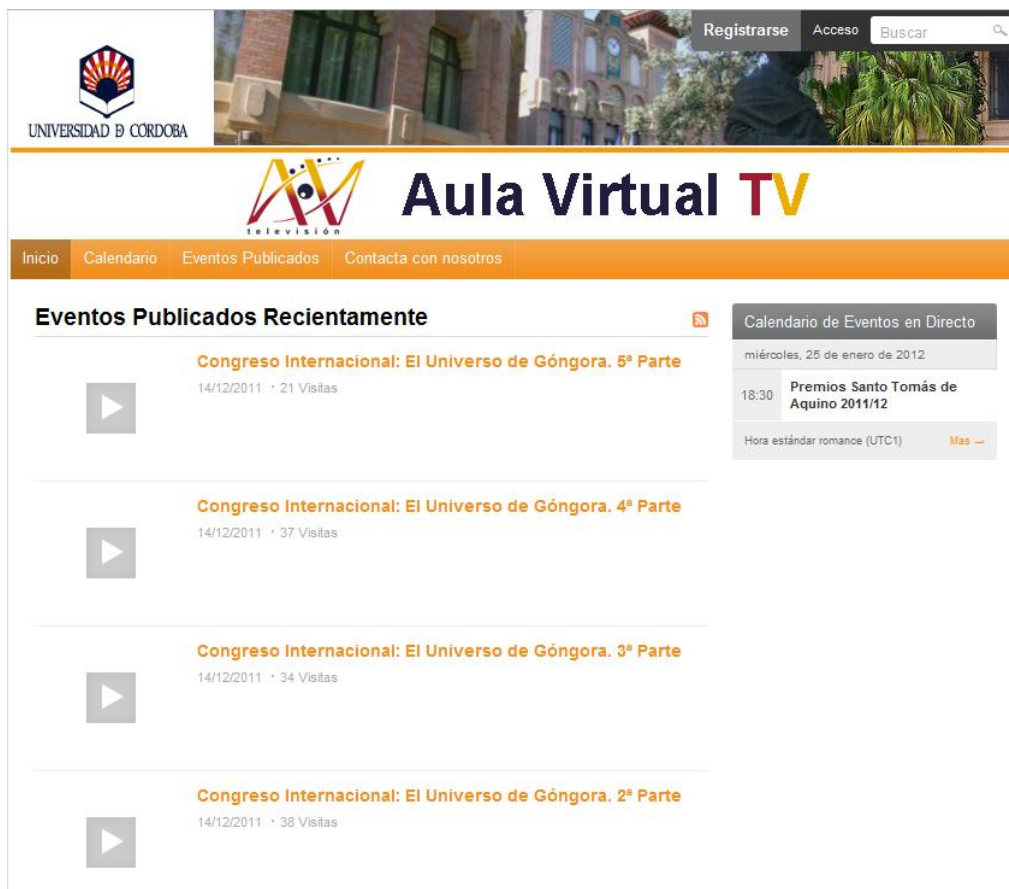 Registrarse Acceso Buscar
UNIVERSIDAD Ð CORDOBA
televisión
Aula Virtual TV
Inicio Calendario Eventos Publicados Contacta con nosotros
Eventos Publicados Recientamente
Congreso Internacional: El Universo de Góngora. 5ª Parte
14/12/2011 · 21 Visitas
Congreso Internacional: El Universo de Góngora. 4ª Parte
14/12/2011 · 37 Visitas
Congreso Internacional: El Universo de Góngora. 3ª Parte
14/12/2011 · 34 Visitas
Congreso Internacional: El Universo de Góngora. 2ª Parte
14/12/2011 · 38 Visitas
Calendario de Eventos en Directo
miércoles, 25 de enero de 2012
18:30 Premios Santo Tomás de
Aquino 2011/12
Hora estándar romance (UTC1) Mas